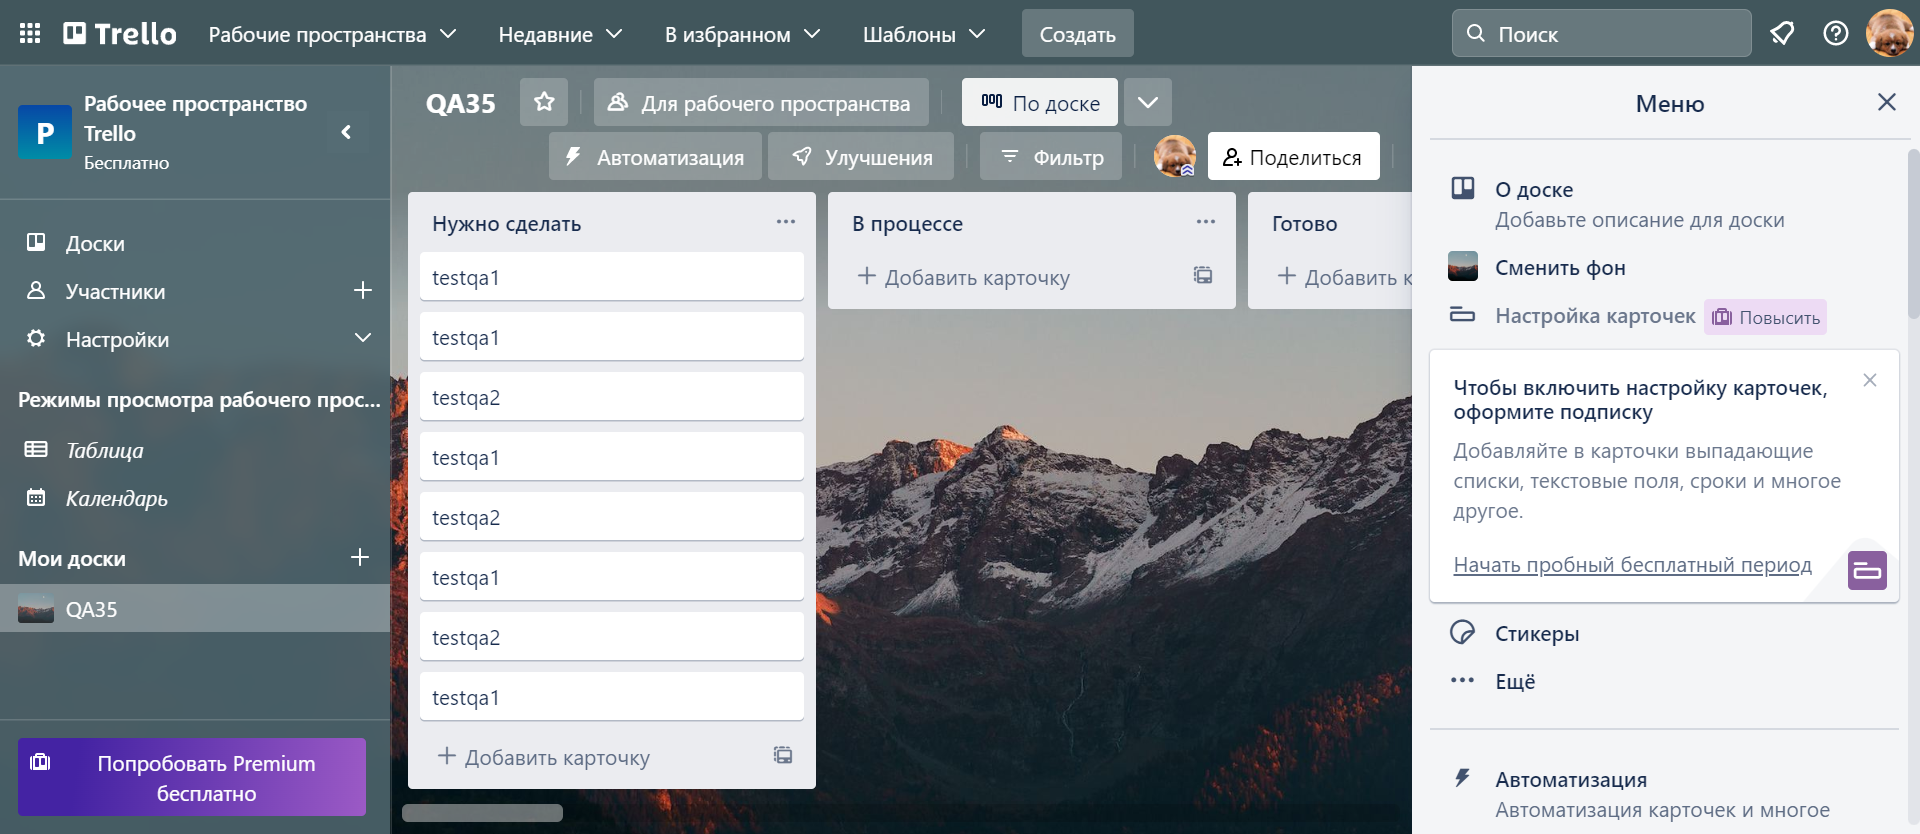 Trello
Рабочие пространства
Недавние
В избранном
Шаблоны
Создать
Поиск
P
Рабочее пространство
Trello
Бесплатно
Доски
Участники
Настройки
Режимы просмотра рабочего прос...
Таблица
Календарь
Мои доски
QA35
Попробовать Premium
бесплатно
QA35
Для рабочего пространства
По доске
Автоматизация
Улучшения
Фильтр
Поделиться
Нужно сделать
testqa1
testqa1
testqa2
testqa1
testqa2
testqa1
testqa2
testqa1
Добавить карточку
В процессе
Добавить карточку
Готово
Добавить к
Меню
О доске
Добавьте описание для доски
Сменить фон
Настройка карточек
Повысить
Чтобы включить настройку карточек,
оформите подписку
Добавляйте в карточки выпадающие
списки, текстовые поля, сроки и многое
другое.
Начать пробный бесплатный период
Стикеры
Ещё
Автоматизация
Автоматизация карточек и многое